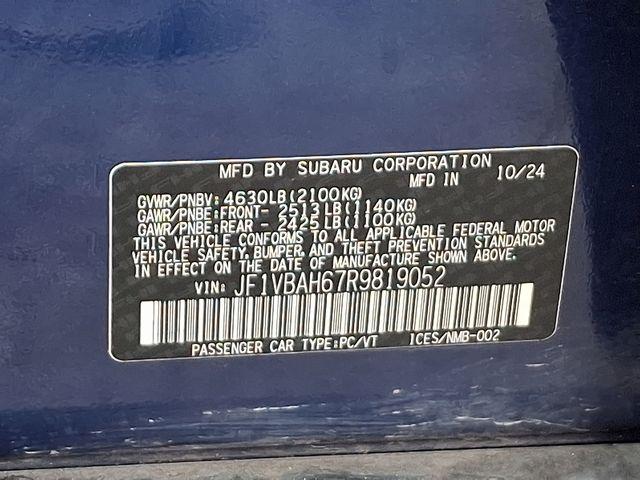 MFD BY SUBARU CORPORATION
MFD IN 10/24
GVWR/PNBV: 4630LB(2100KG)
GAWR/PNBE:FRONT- 2513LB(1140KG)
GAWR/PNBE:REAR - 2425LB(1100KG)
THIS VEHICLE CONFORMS TO ALL APPLICABLE FEDERAL MOTOR
VEHICLE SAFETY, BUMPER, AND THEFT PREVENTION STANDARDS
IN EFFECT ON THE DATE OF MANUFACTURE SHOWN ABOVE.
VIN: JF1VBAH67R9819052
PASSENGER CAR TYPE:PC/VT ICES/NMB-002